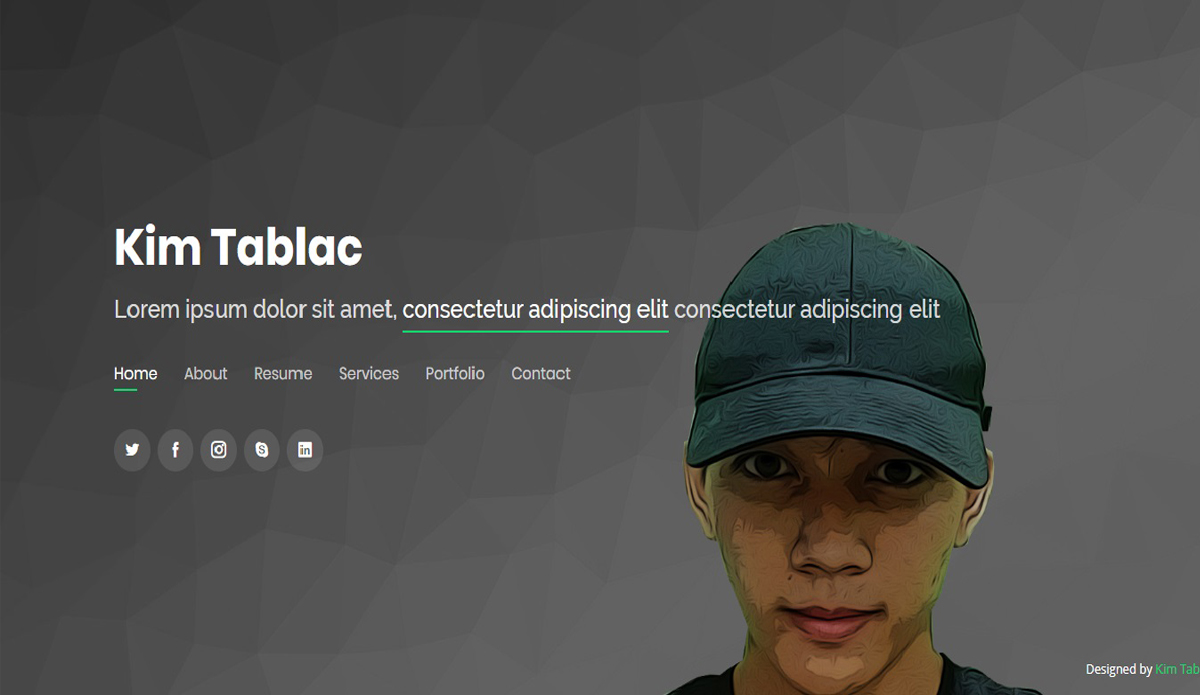 Kim Tablac
Lorem ipsum dolor sit amet, consectetur adipiscing elit consectetur adipiscing elit
Home About Resume Services Portfolio Contact
Designed by Kim Tab